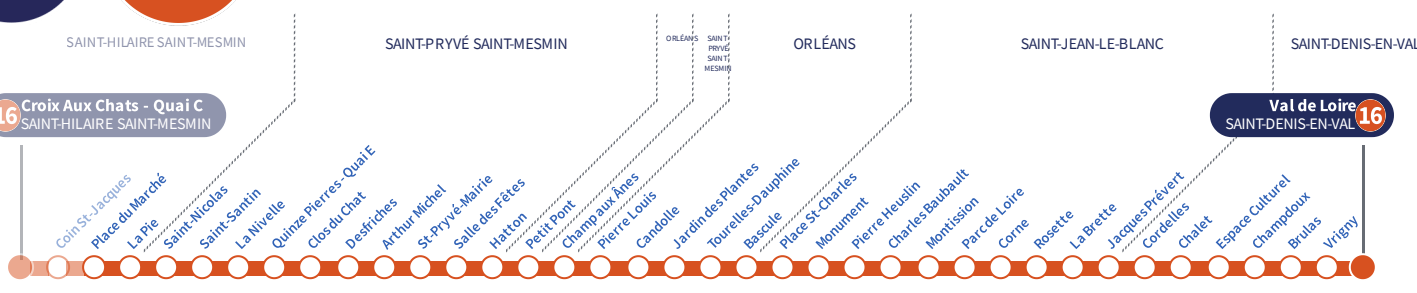 SAINT-HILAIRE SAINT-MESMIN
SAINT-PRYVÉ SAINT-MESMIN
ORLÉANS
SAINT-
PRYVÉ
SAINT-
MESMIN
ORLÉANS
SAINT-JEAN-LE-BLANC
SAINT-DENIS-EN-VAL
16
Croix Aux Chats - Quai C
SAINT-HILAIRE SAINT-MESMIN
Val de Loire
SAINT-DENIS-EN-VAL
16
Coin St-Jacques
Place du Marché
La Pie
Saint-Nicolas
Saint-Santin
La Nivelle
Quinze Pierres - Quai E
Clos du Chat
Desfriches
Arthur Michel
St-Pryvé-Mairie
Salle des Fêtes
Hatton
Petit Pont
Champ aux Ânes
Pierre Louis
Candolle
Jardin des Plantes
Tourelles-Dauphine
Bascule
Place St-Charles
Monument
Pierre Heuslin
Charles Baubault
Montission
Parc de Loire
Corne
Rosette
La Brette
Jacques Prévert
Cordelles
Chalet
Espace Culturel
Champdoux
Brulas
Vrigny